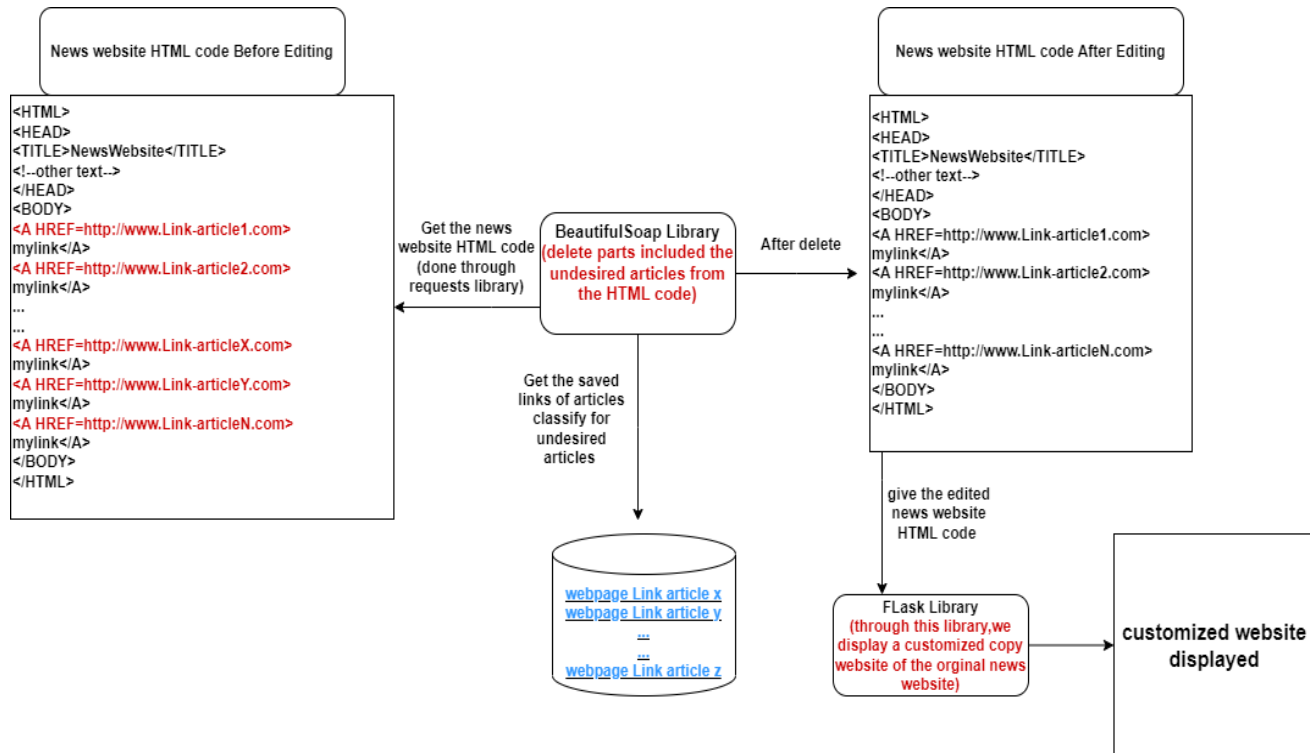 News website HTML code Before Editing
<HTML>
<HEAD>
<TITLE>NewsWebsite</TITLE>
<!--other text-->
</HEAD>
<BODY>
<A HREF=http://www.Link-article1.com>
mylink</A>
<A HREF=http://www.Link-article2.com>
mylink</A>
...
...
<A HREF=http://www.Link-articleX.com>
mylink</A>
<A HREF=http://www.Link-articleY.com>
mylink</A>
<A HREF=http://www.Link-articleN.com>
mylink</A>
</BODY>
</HTML>
Get the news
website HTML code
(done through
requests library)
BeautifulSoap Library
(delete parts included the
undesired articles from
the HTML code)
After delete
Get the saved
links of articles
classify for
undesired
articles
webpage Link article x
webpage Link article y
...
...
webpage Link article z
News website HTML code After Editing
<HTML>
<HEAD>
<TITLE>NewsWebsite</TITLE>
<!--other text-->
</HEAD>
<BODY>
<A HREF=http://www.Link-article1.com>
mylink</A>
<A HREF=http://www.Link-article2.com>
mylink</A>
...
...
<A HREF=http://www.Link-articleN.com>
mylink</A>
</BODY>
</HTML>
give the edited
news website
HTML code
FLask Library
(through this library,we
display a customized copy
website of the orginal news
website)
customized website
displayed